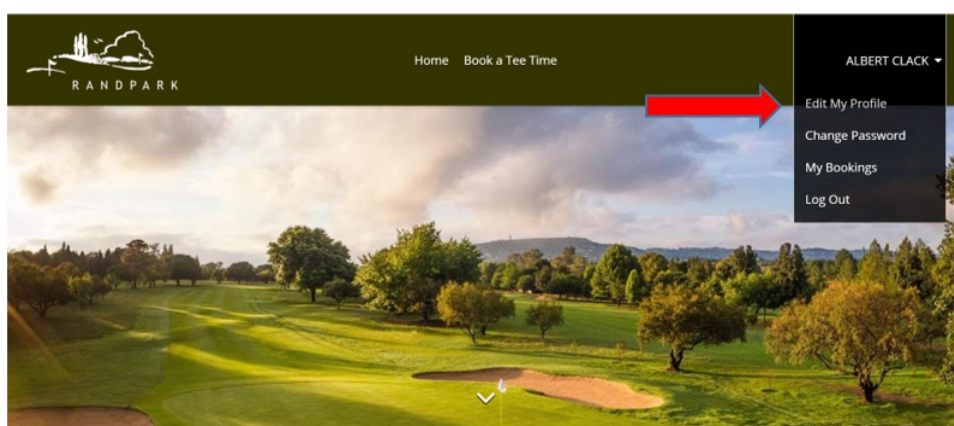 RANDPARK
Home Book a Tee Time
ALBERT CLACK
Edit My Profile
Change Password
My Bookings
Log Out